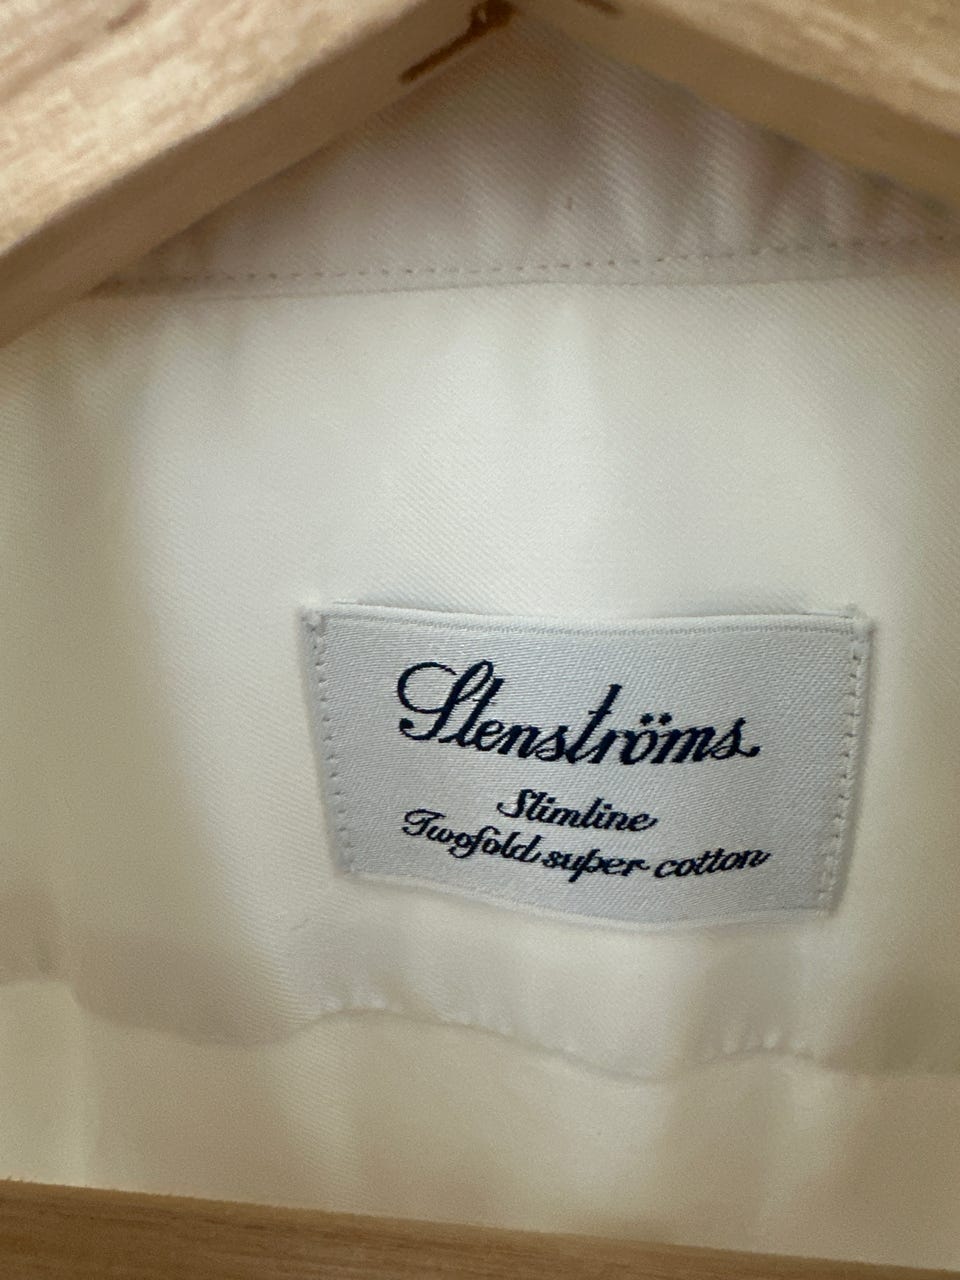 Stenströms
Slimline
Twofold super cotton